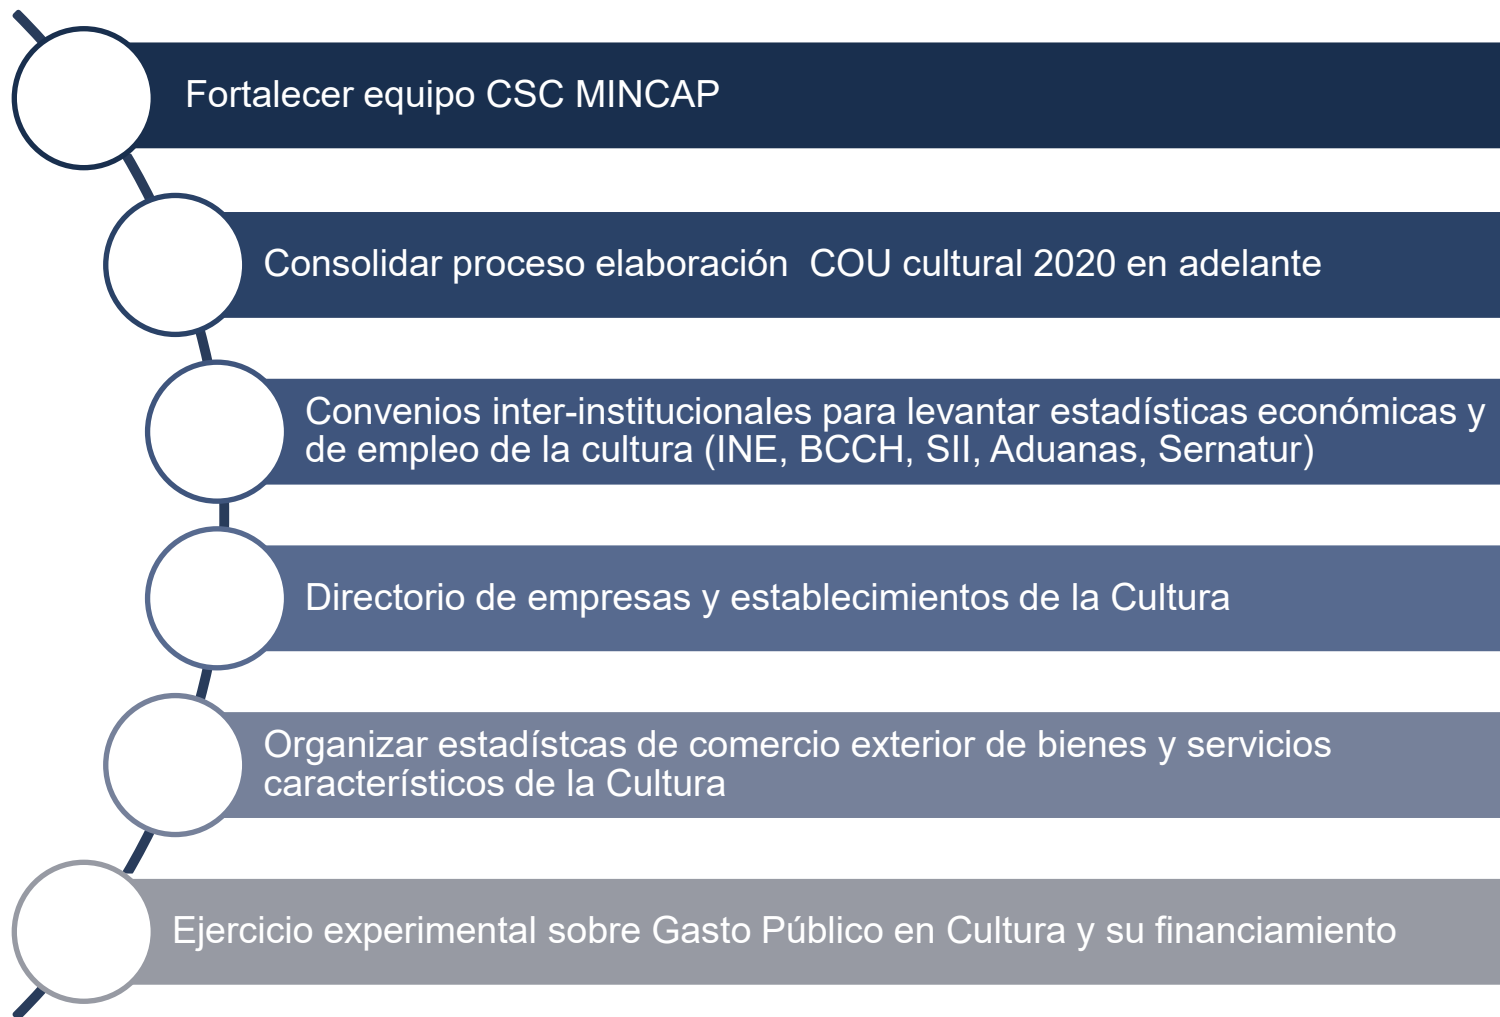 Fortalecer equipo CSC MINCAP
Consolidar proceso elaboración  COU cultural 2020 en adelante
Convenios inter-institucionales para levantar estadísticas económicas y
de empleo de la cultura (INE, BCCH, SII, Aduanas, Sernatur)
Directorio de empresas y establecimientos de la Cultura
Organizar estadístcas de comercio exterior de bienes y servicios
característicos de la Cultura
Ejercicio experimental sobre Gasto Público en Cultura y su financiamiento